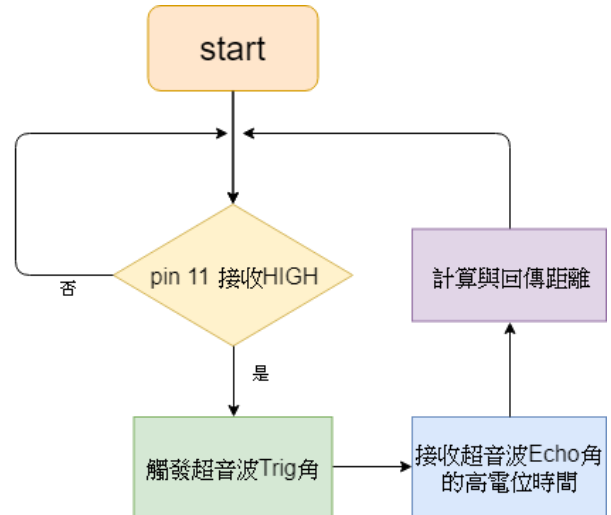 start
pin 11 接收HIGH
否
是
計算與回傳距離
觸發超音波Trig角
接收超音波Echo角
的高電位時間